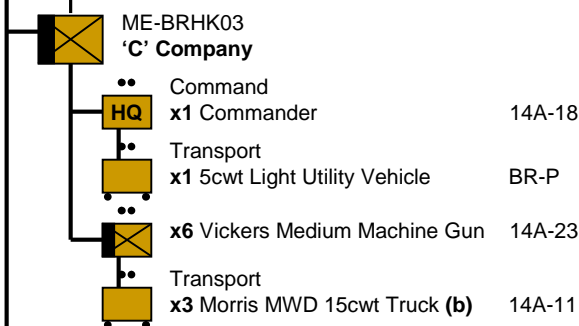 ME-BRHK03
‘C’ Company
Command
HQ x1 Commander 14A-18
Transport
x1 5cwt Light Utility Vehicle BR-P
x6 Vickers Medium Machine Gun 14A-23
Transport
x3 Morris MWD 15cwt Truck (b) 14A-11